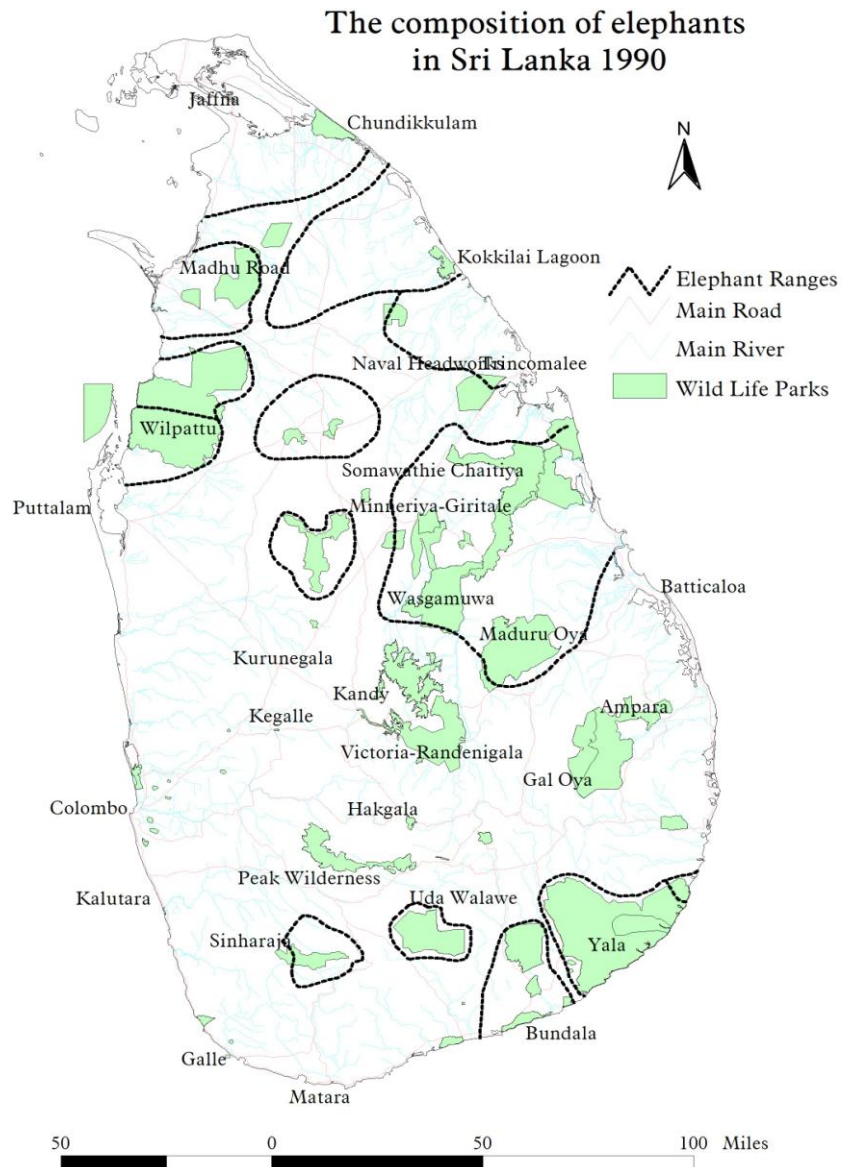 The composition of elephants
in Sri Lanka 1990
Jaffna
Chundikkulam
N
Kokkilai Lagoon
Madhu Road
Elephant Ranges
Main Road
Main River
Wild Life Parks
Naval Headworks
Trincomalee
Wilpattu
Somawathie Chaitiya
Puttalam
Minneriya-Giritale
Wasgamuwa
Batticaloa
Maduru Oya
Kurunegala
Kandy
Kegalle
Ampara
Victoria-Randenigala
Gal Oya
Colombo
Hakgala
Peak Wilderness
Kalutara
Uda Walawe
Sinharaja
Yala
Bundala
Galle
Matara
50 0 50 100 Miles